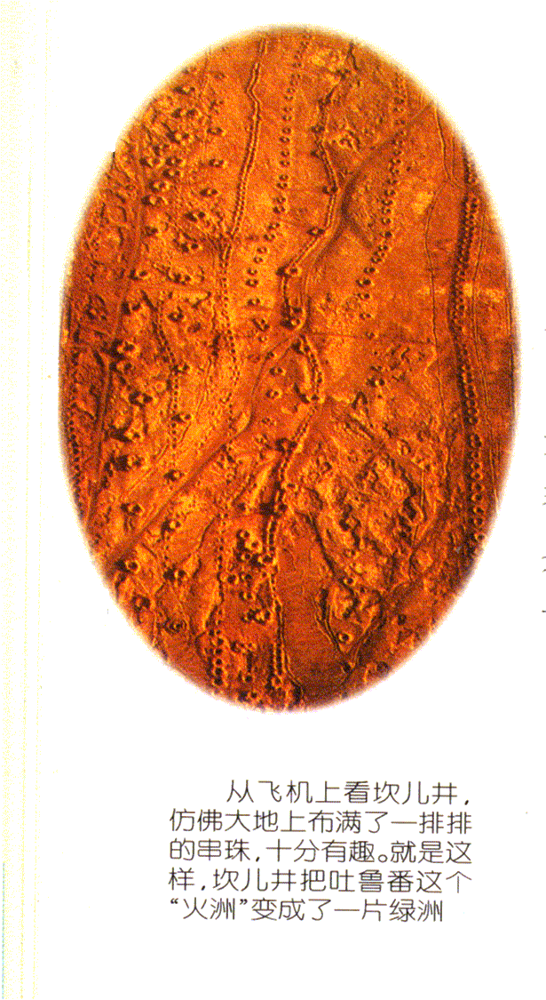 从飞机上看坎儿井，
仿佛大地上布满了一排排
的串珠，十分有趣。就是这
样，坎儿井把吐鲁番这个
“火洲”变成了一片绿洲